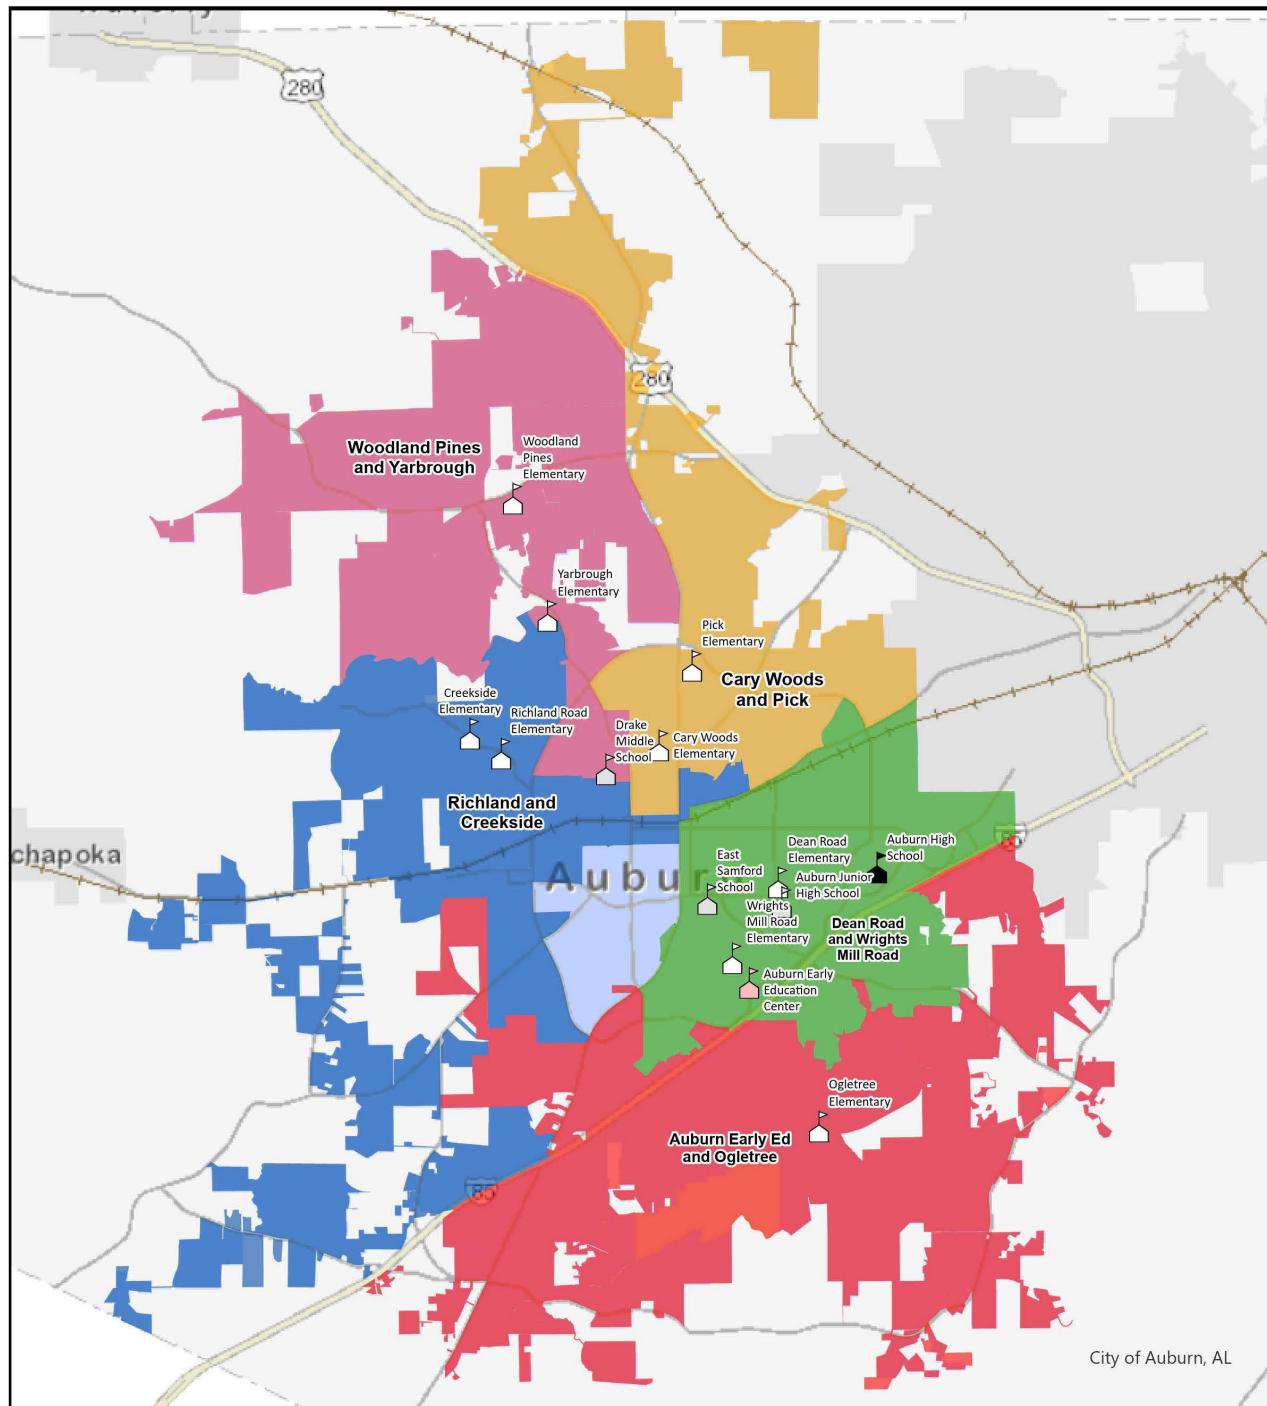 280
280
Woodland Pines
and Yarbrough
Woodland
Pines
Elementary
Yarbrough
Elementary
Pick
Elementary
Cary Woods
and Pick
Creekside
Elementary
Richland Road
Elementary
Drake
Middle
School
Cary Woods
Elementary
Richland and
Creekside
chapoka
Auburn
85
Auburn High
School
Dean Road
Elementary
East
Samford
School
Auburn Junior
High School
Wrights
Mill Road
Elementary
Dean Road
and Wrights
Mill Road
Auburn Early
Education
Center
Ogletree
Elementary
Auburn Early Ed
and Ogletree
85
City of Auburn, AL